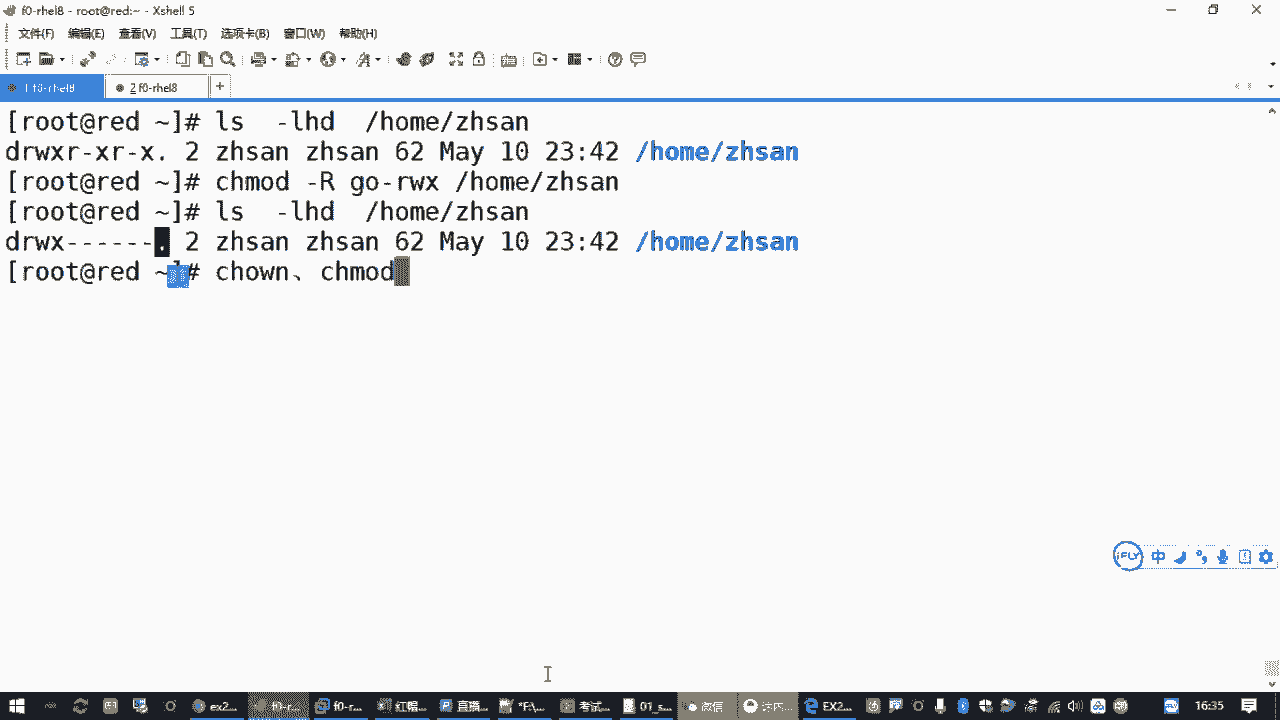 f0-rhel8 - root@red:~ - Xshell 5
文件(F) 编辑(E) 查看(V) 工具(T) 选项卡(B) 窗口(W) 帮助(H)
1 f0-rhel8 2 f0-rhel8 +
[root@red ~]# ls  -lhd  /home/zhsan
drwxr-xr-x. 2 zhsan zhsan 62 May 10 23:42 /home/zhsan
[root@red ~]# chmod -R go-rwx /home/zhsan
[root@red ~]# ls  -lhd  /home/zhsan
drwx------. 2 zhsan zhsan 62 May 10 23:42 /home/zhsan
[root@red ~]# chown、chmod
iFLY 中
ex2... f0-r... f0-r... 红帽... 直播... *F:\... 考试... 01_s... 微信 达内... EX2... 16:35